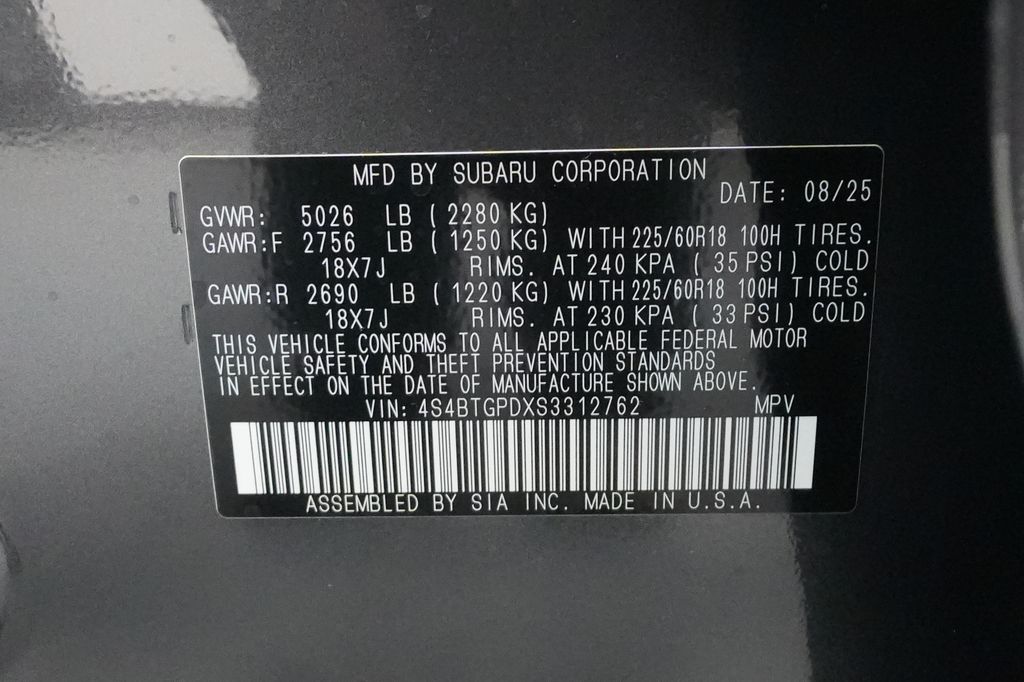 MFD BY SUBARU CORPORATION
DATE: 08/25
GVWR: 5026 LB (2280 KG)
GAWR:F 2756 LB (1250 KG) WITH 225/60R18 100H TIRES.
18X7J RIMS. AT 240 KPA (35 PSI) COLD
GAWR:R 2690 LB (1220 KG) WITH 225/60R18 100H TIRES.
18X7J RIMS. AT 230 KPA (33 PSI) COLD
THIS VEHICLE CONFORMS TO ALL APPLICABLE FEDERAL MOTOR
VEHICLE SAFETY AND THEFT PREVENTION STANDARDS
IN EFFECT ON THE DATE OF MANUFACTURE SHOWN ABOVE.
VIN: 4S4BTGPDXS3312762 MPV
ASSEMBLED BY SIA INC. MADE IN U.S.A.